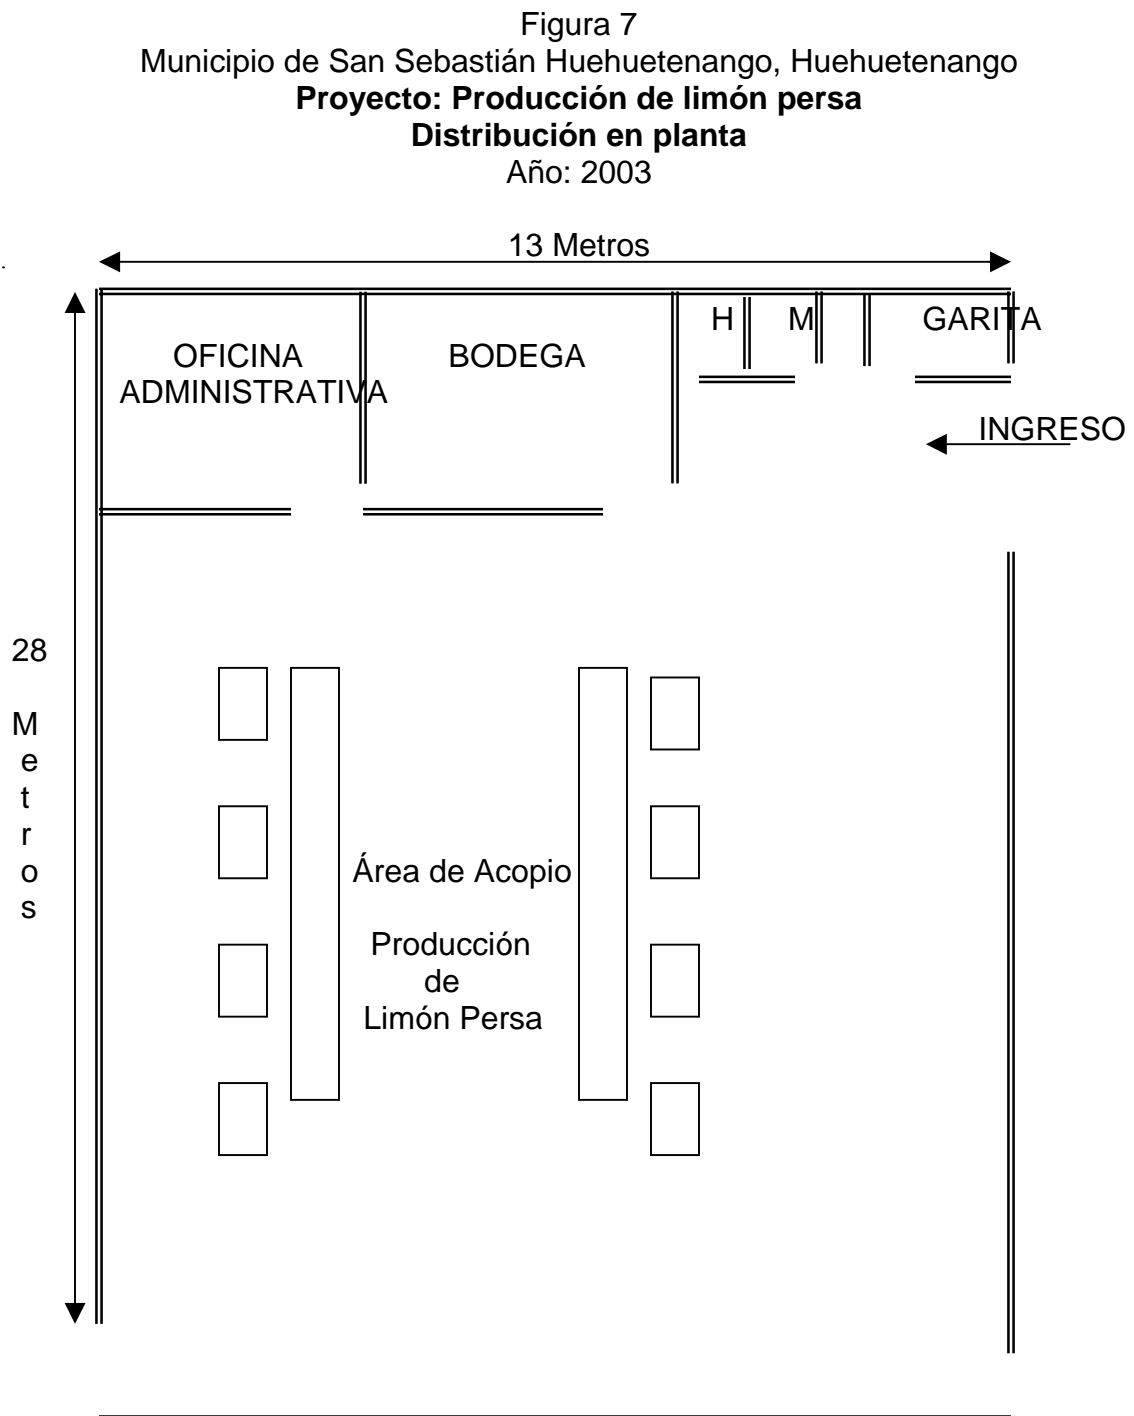 Figura 7
Municipio de San Sebastián Huehuetenango, Huehuetenango
Proyecto: Producción de limón persa
Distribución en planta
Año: 2003
13 Metros
H M GARITA
OFICINA BODEGA
ADMINISTRATIVA
INGRESO
28
M
e
t
r
o
s
Área de Acopio
Producción
de
Limón Persa